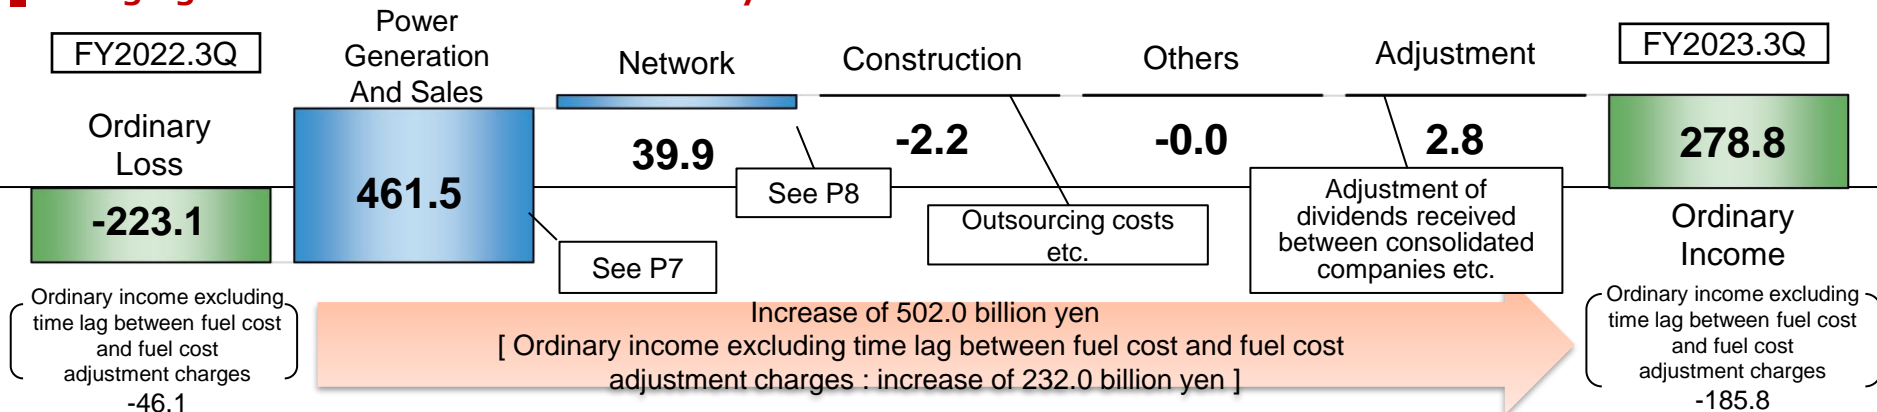 FY2022.3Q
Ordinary
Loss
-223.1
Ordinary income excluding
time lag between fuel cost
and fuel cost
adjustment charges
-46.1
Power
Generation
And Sales
461.5
See P7
Network
39.9
See P8
Construction
-2.2
Outsourcing costs
etc.
Others
-0.0
Adjustment
2.8
Adjustment of
dividends received
between consolidated
companies etc.
FY2023.3Q
278.8
Ordinary
Income
Ordinary income excluding
time lag between fuel cost
and fuel cost
adjustment charges
-185.8
Increase of 502.0 billion yen
[ Ordinary income excluding time lag between fuel cost and fuel cost
adjustment charges : increase of 232.0 billion yen ]